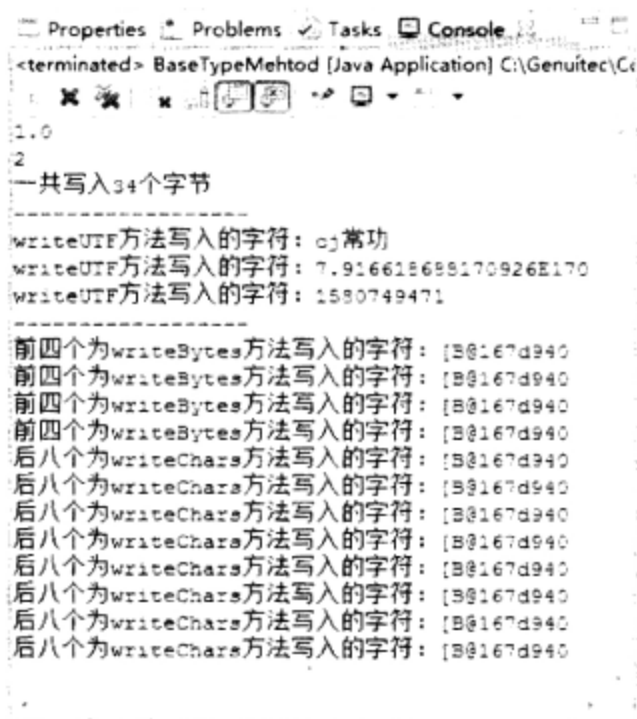 Properties Problems Tasks Console
<terminated> BaseTypeMehtod [Java Application] C:\Genuitec\Co
1.0
2
一共写入34个字节
------------------
writeUTF方法写入的字符: cj常功
writeUTF方法写入的字符: 7.916618688170926E170
writeUTF方法写入的字符: 1580749471
------------------
前四个为writeBytes方法写入的字符: [B@167d940
前四个为writeBytes方法写入的字符: [B@167d940
前四个为writeBytes方法写入的字符: [B@167d940
前四个为writeBytes方法写入的字符: [B@167d940
后八个为writeChars方法写入的字符: [B@167d940
后八个为writeChars方法写入的字符: [B@167d940
后八个为writeChars方法写入的字符: [B@167d940
后八个为writeChars方法写入的字符: [B@167d940
后八个为writeChars方法写入的字符: [B@167d940
后八个为writeChars方法写入的字符: [B@167d940
后八个为writeChars方法写入的字符: [B@167d940
后八个为writeChars方法写入的字符: [B@167d940